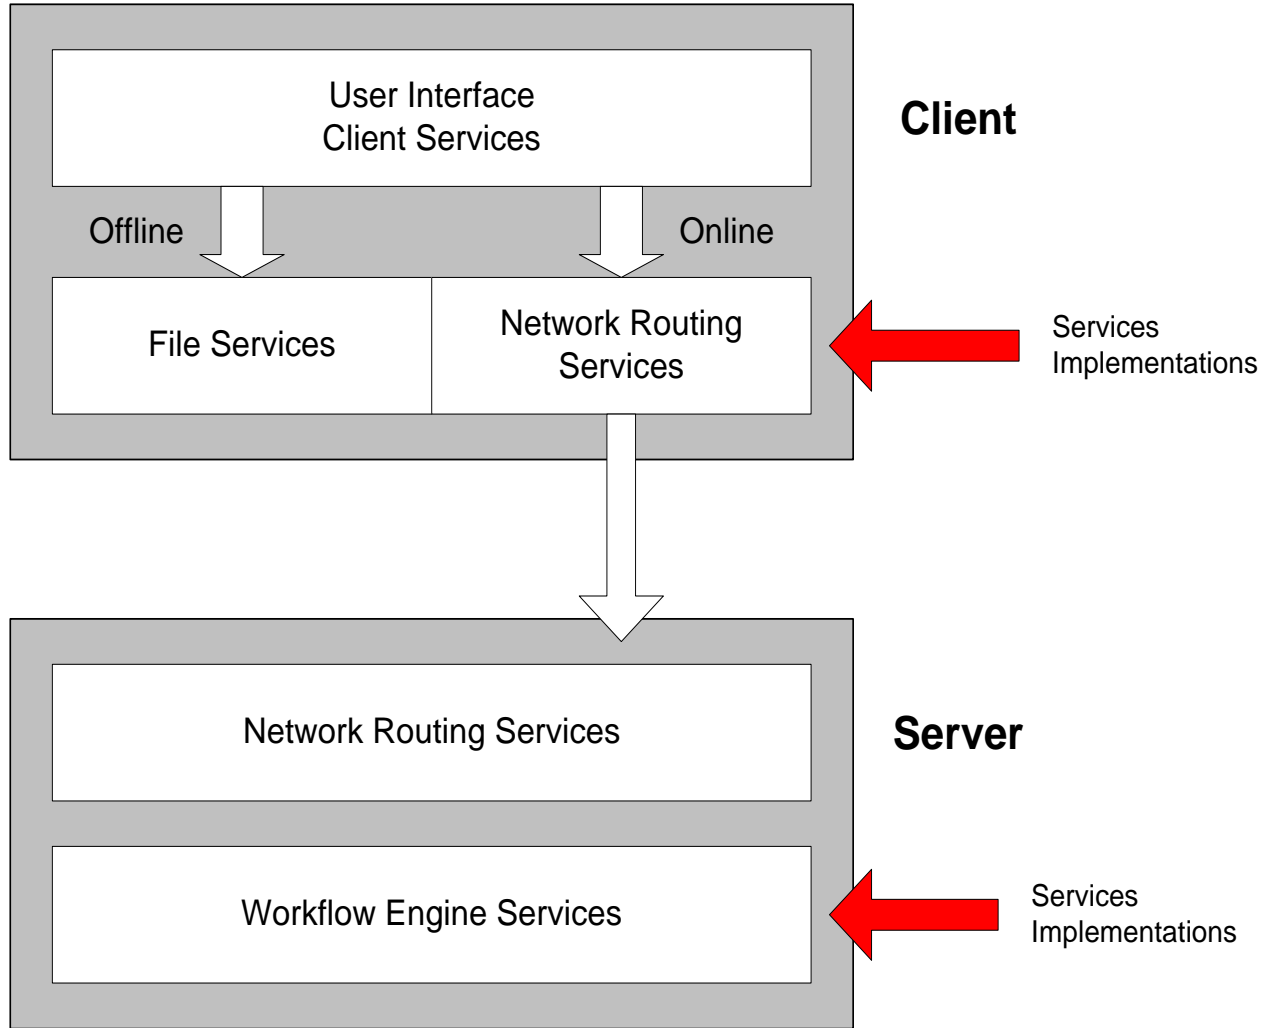 User Interface
Client Services
Client
Offline
Online
File Services
Network Routing
Services
Services
Implementations
Network Routing Services
Server
Workflow Engine Services
Services
Implementations